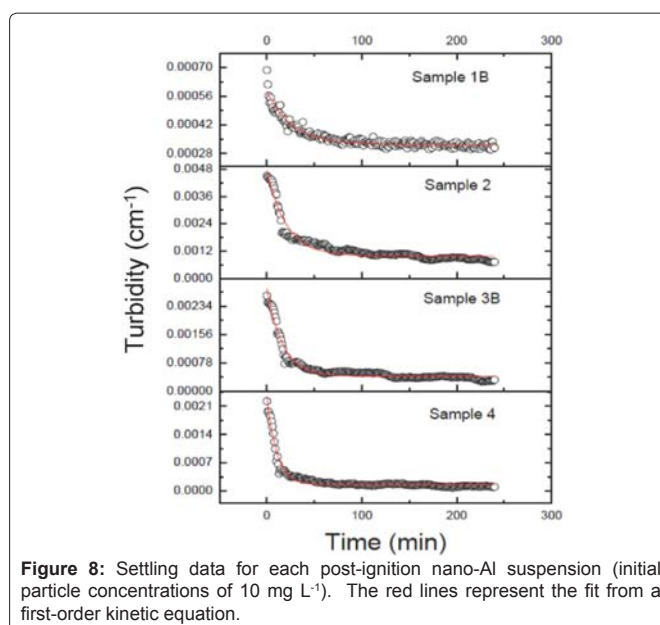 0 100 200 300
0.00070
0.00056
0.00042
0.00028
Sample 1B
0.0048
0.0036
0.0024
0.0012
0.0000
Sample 2
0.00234
0.00156
0.00078
0.00000
Sample 3B
0.0021
0.0014
0.0007
0.0000
Sample 4
Turbidity (cm⁻¹)
0 100 200 300
Time (min)
Figure 8: Settling data for each post-ignition nano-Al suspension (initial
particle concentrations of 10 mg L⁻¹). The red lines represent the fit from a
first-order kinetic equation.